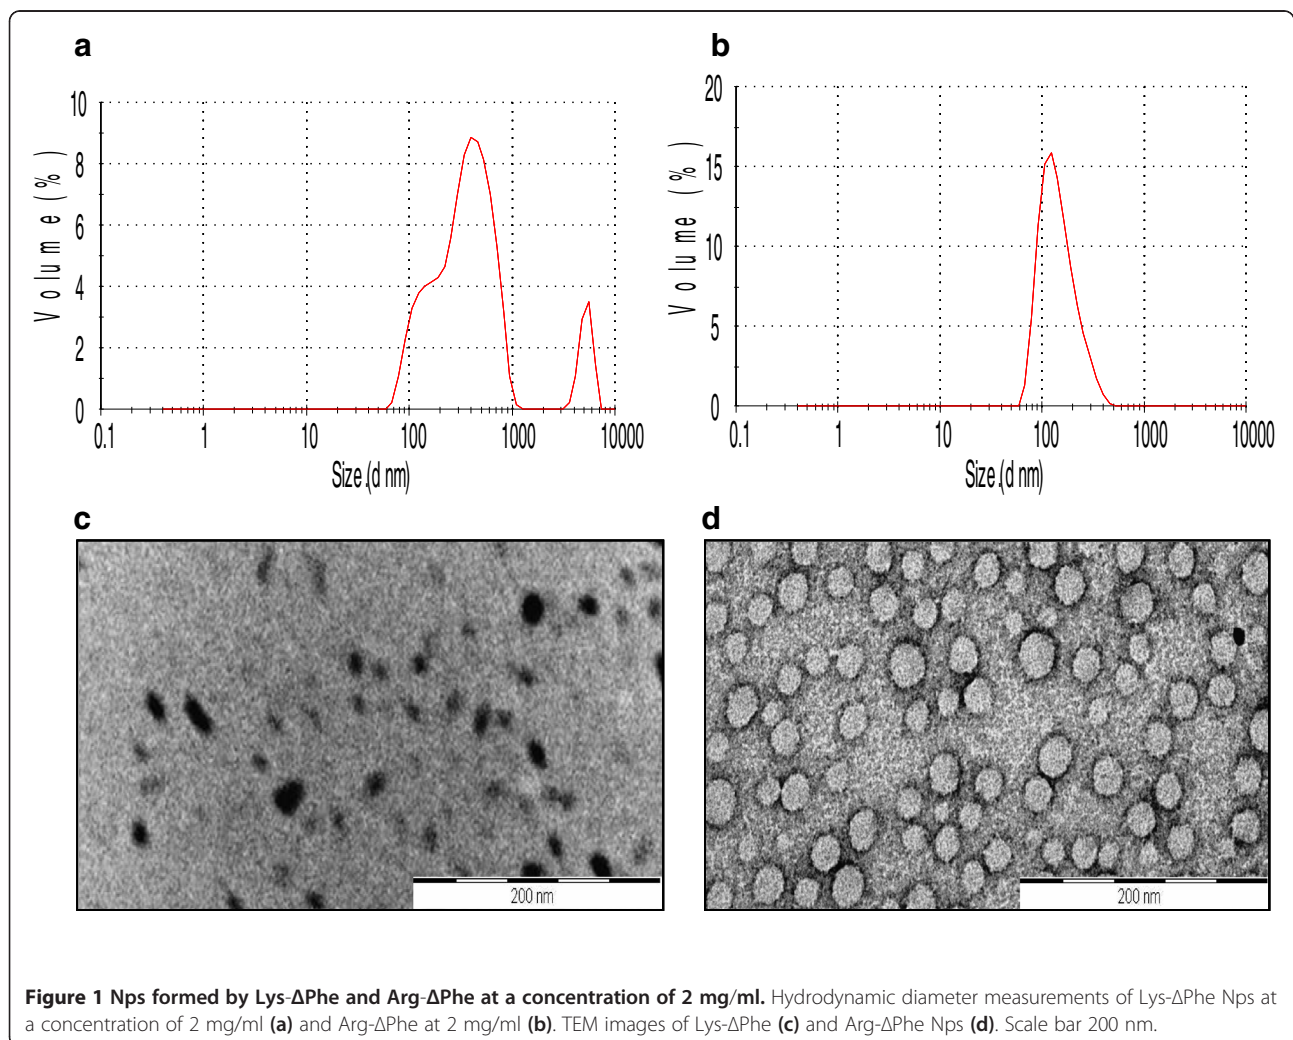 a
b
10
8
6
4
2
0
Volume (%)
0.1 1 10 100 1000 10000
Size.(d nm)
20
15
10
5
0
Volume (%)
0.1 1 10 100 1000 10000
Size.(d nm)
c
d
200 nm
200 nm
Figure 1 Nps formed by Lys-ΔPhe and Arg-ΔPhe at a concentration of 2 mg/ml. Hydrodynamic diameter measurements of Lys-ΔPhe Nps at
a concentration of 2 mg/ml (a) and Arg-ΔPhe at 2 mg/ml (b). TEM images of Lys-ΔPhe (c) and Arg-ΔPhe Nps (d). Scale bar 200 nm.